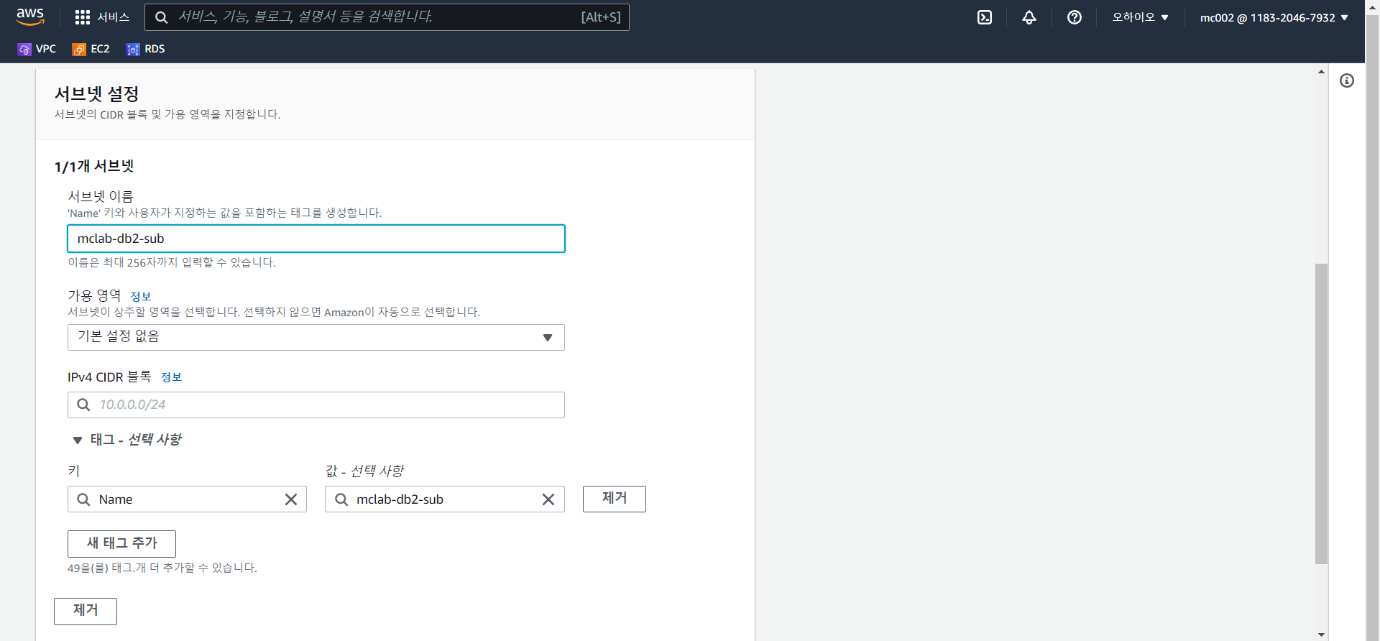 aws
서비스
서비스, 기능, 블로그, 설명서 등을 검색합니다.
[Alt+S]
오하이오
mc002 @ 1183-2046-7932
VPC
EC2
RDS
서브넷 설정
서브넷의 CIDR 블록 및 가용 영역을 지정합니다.
1/1개 서브넷
서브넷 이름
'Name' 키와 사용자가 지정하는 값을 포함하는 태그를 생성합니다.
mclab-db2-sub
이름은 최대 256자까지 입력할 수 있습니다.
가용 영역 정보
서브넷이 상주할 영역을 선택합니다. 선택하지 않으면 Amazon이 자동으로 선택합니다.
기본 설정 없음
IPv4 CIDR 블록 정보
10.0.0.0/24
태그 - 선택 사항
키
값 - 선택 사항
Name
mclab-db2-sub
제거
새 태그 추가
49을(를) 태그.개 더 추가할 수 있습니다.
제거